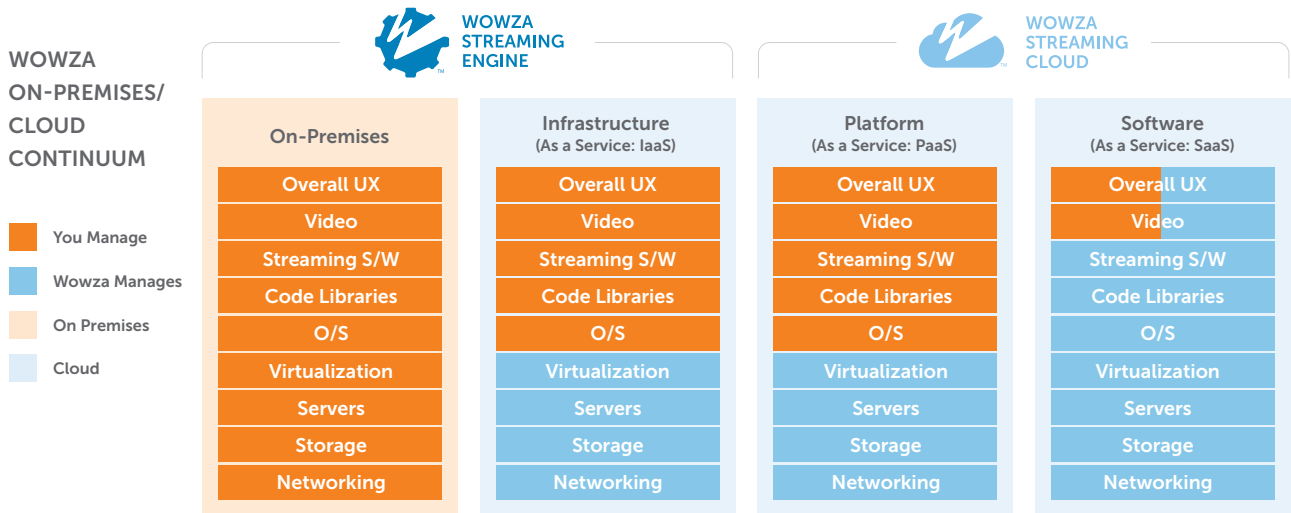 WOWZA
ON-PREMISES/
CLOUD
CONTINUUM
You Manage
Wowza Manages
On Premises
Cloud
WOWZA
STREAMING
ENGINE
TM
WOWZA
STREAMING
CLOUD
TM
On-Premises
Overall UX
Video
Streaming S/W
Code Libraries
O/S
Virtualization
Servers
Storage
Networking
Infrastructure
(As a Service: IaaS)
Overall UX
Video
Streaming S/W
Code Libraries
O/S
Virtualization
Servers
Storage
Networking
Platform
(As a Service: PaaS)
Overall UX
Video
Streaming S/W
Code Libraries
O/S
Virtualization
Servers
Storage
Networking
Software
(As a Service: SaaS)
Overall UX
Video
Streaming S/W
Code Libraries
O/S
Virtualization
Servers
Storage
Networking